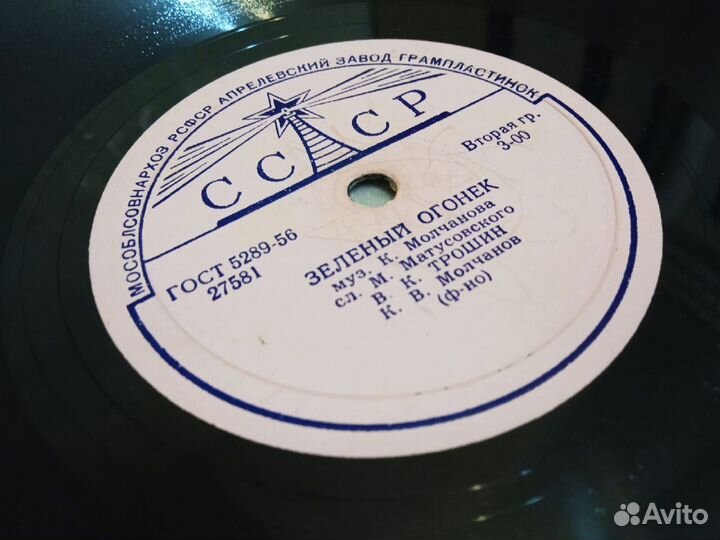 МОСОБЛСОВНАРХОЗ РСФСР АПРЕЛЕВСКИЙ ЗАВОД ГРАМПЛАСТИНОК
СССР
ГОСТ 5289-56
27581
Вторая гр.
3-00
ЗЕЛЕНЫЙ ОГОНЕК
муз. К. Молчанова
сл. М. Матусовского
В. К. ТРОШИН
К. В. Молчанов
(ф-но)
Avito